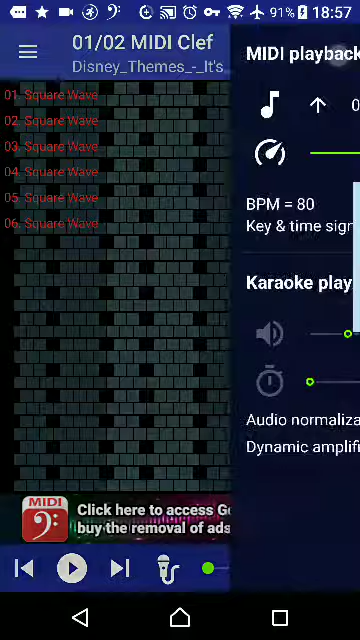 91% 18:57
01/02 MIDI Clef
Disney_Themes_-_It's
MIDI playback
01. Square Wave
02. Square Wave
03. Square Wave
04. Square Wave
05. Square Wave
06. Square Wave
0
BPM = 80
Key & time sign
Karaoke play
Audio normaliza
Dynamic amplifi
MIDI
Click here to access Go
buy the removal of ads